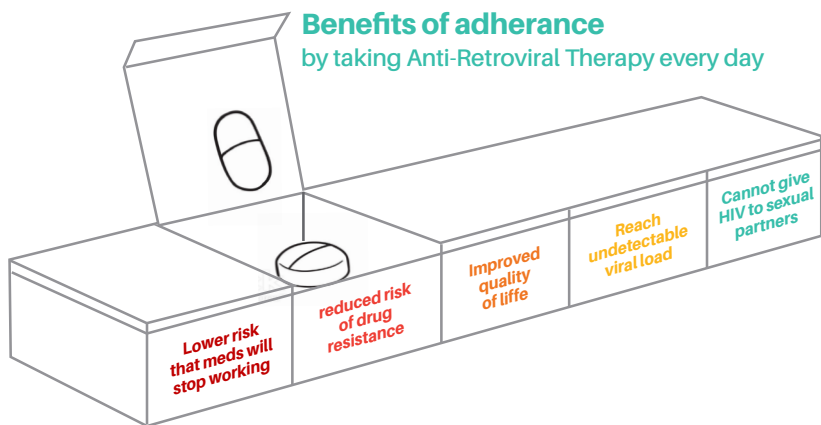 Benefits of adherance
by taking Anti-Retroviral Therapy every day
Lower risk
that meds will
stop working
reduced risk
of drug
resistance
Improved
quality
of liffe
Reach
undetectable
viral load
Cannot give
HIV to sexual
partners